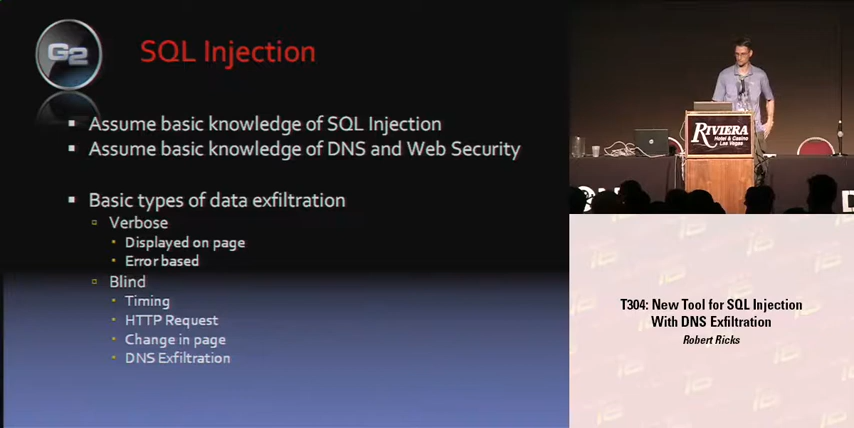 G2
SQL Injection
Assume basic knowledge of SQL Injection
Assume basic knowledge of DNS and Web Security
Basic types of data exfiltration
Verbose
Displayed on page
Error based
Blind
Timing
HTTP Request
Change in page
DNS Exfiltration
RIVIERA
Hotel & Casino
Las Vegas
T304: New Tool for SQL Injection
With DNS Exfiltration
Robert Ricks